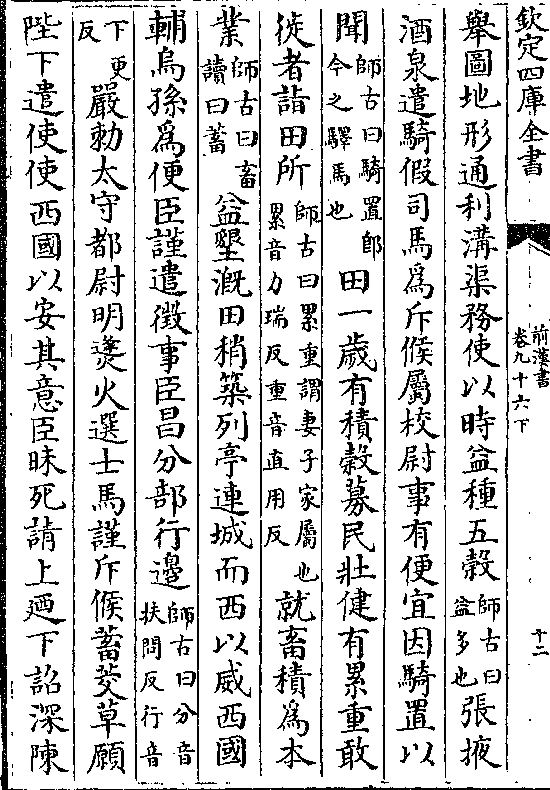 欽定四庫全書
前漢書
卷九十六下
十二
舉圖地形通利溝渠務使以時益種五榖師古曰益多也張掖
酒泉遣騎假司馬爲斥候屬校尉事有便宜因騎置以
聞師古曰騎置即今之驛馬也田一歲有積榖募民壯健有累重敢
徙者詣田所師古曰累重謂妻子家屬也累音力瑞反重音直用反就畜積爲本
業師古曰畜讀曰蓄益墾溉田稍築列亭連城而西以威西國
輔烏孫爲便臣謹遣徵事臣昌分部行邊師古曰分音扶問反行音
下更反嚴勅太守都尉明㷭火選士馬謹斥候蓄茭草願
陛下遣使使西國以安其意臣昧死請上廼下詔深陳